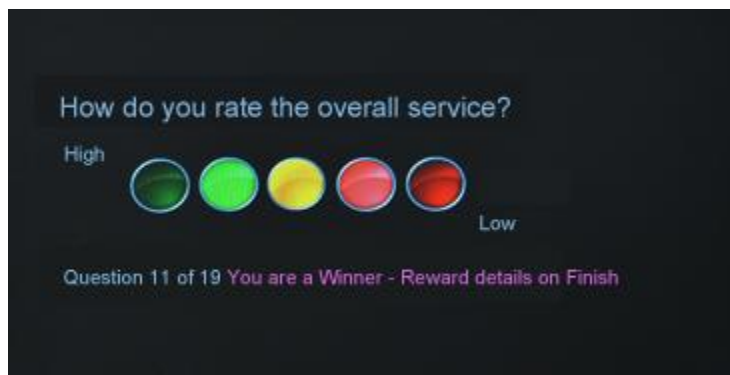 How do you rate the overall service?
High
Low
Question 11 of 19 You are a Winner - Reward details on Finish